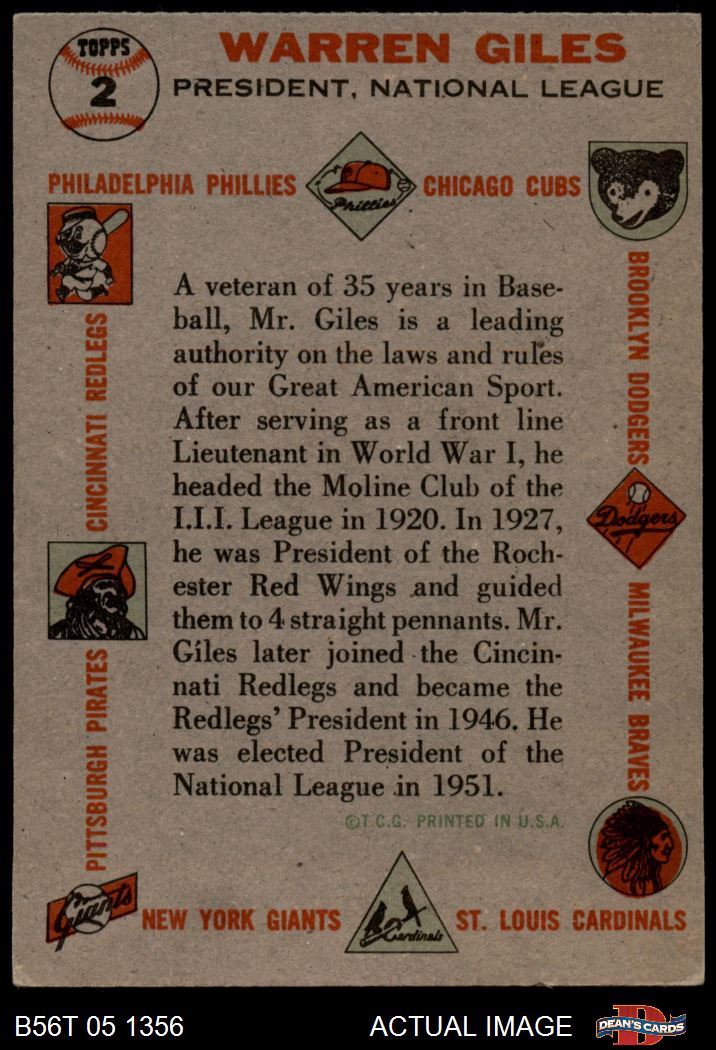 TOPPS
2
WARREN GILES
PRESIDENT, NATIONAL LEAGUE
PHILADELPHIA PHILLIES
Phillies
CHICAGO CUBS
CINCINNATI REDLEGS
BROOKLYN DODGERS
A veteran of 35 years in Base-
ball, Mr. Giles is a leading
authority on the laws and rules
of our Great American Sport.
After serving as a front line
Lieutenant in World War I, he
headed the Moline Club of the
I.I.I. League in 1920. In 1927,
he was President of the Roch-
ester Red Wings and guided
them to 4 straight pennants. Mr.
Giles later joined the Cincin-
nati Redlegs and became the
Redlegs' President in 1946. He
was elected President of the
National League in 1951.
©T.C.G. PRINTED IN U.S.A.
Dodgers
PITTSBURGH PIRATES
MILWAUKEE BRAVES
Giants
NEW YORK GIANTS
Cardinals
ST. LOUIS CARDINALS
B56T 05 1356
ACTUAL IMAGE
D
DEAN'S CARDS